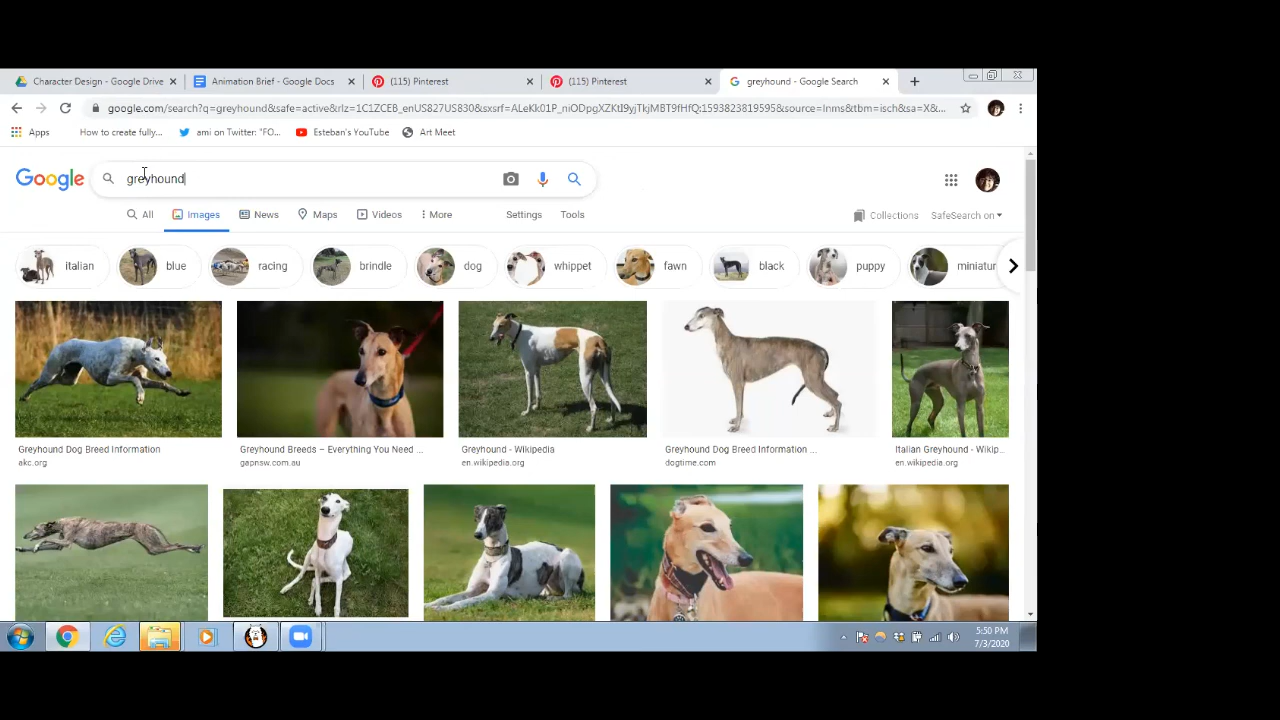 Character Design - Google Drive Animation Brief - Google Docs (115) Pinterest (115) Pinterest greyhound - Google Search
google.com/search?q=greyhound&safe=active&rlz=1C1ZCEB_enUS827US830&sxsrf=ALeKk01P_niODpgXZKtJ9yjTkjMBT9fHfQ:1593823819595&source=lnms&tbm=isch&sa=X&...
Apps How to create fully... ami on Twitter: "FO... Esteban's YouTube Art Meet
Google greyhound
All Images News Maps Videos More Settings Tools Collections SafeSearch on
italian blue racing brindle dog whippet fawn black puppy miniatur
Greyhound Dog Breed Information Greyhound Breeds – Everything You Need ... Greyhound - Wikipedia Greyhound Dog Breed Information ... Italian Greyhound - Wikip...
akc.org gapnsw.com.au en.wikipedia.org dogtime.com en.wikipedia.org
5:50 PM
7/3/2020